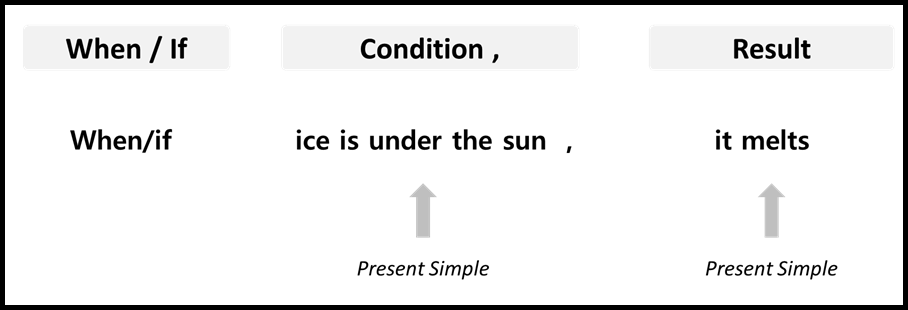 When / If Condition , Result
When/if ice is under the sun , it melts
Present Simple Present Simple